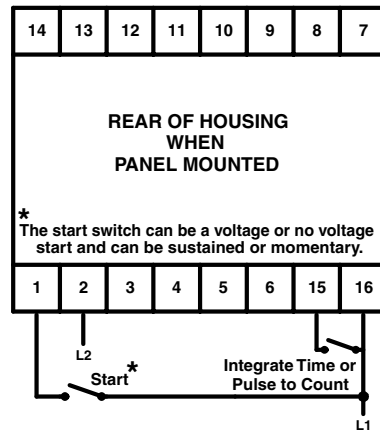 14 13 12 11 10 9 8 7
REAR OF HOUSING
WHEN
PANEL MOUNTED
*
The start switch can be a voltage or no voltage
start and can be sustained or momentary.
1 2 3 4 5 6 15 16
L2
Start*
Integrate Time or
Pulse to Count
L1